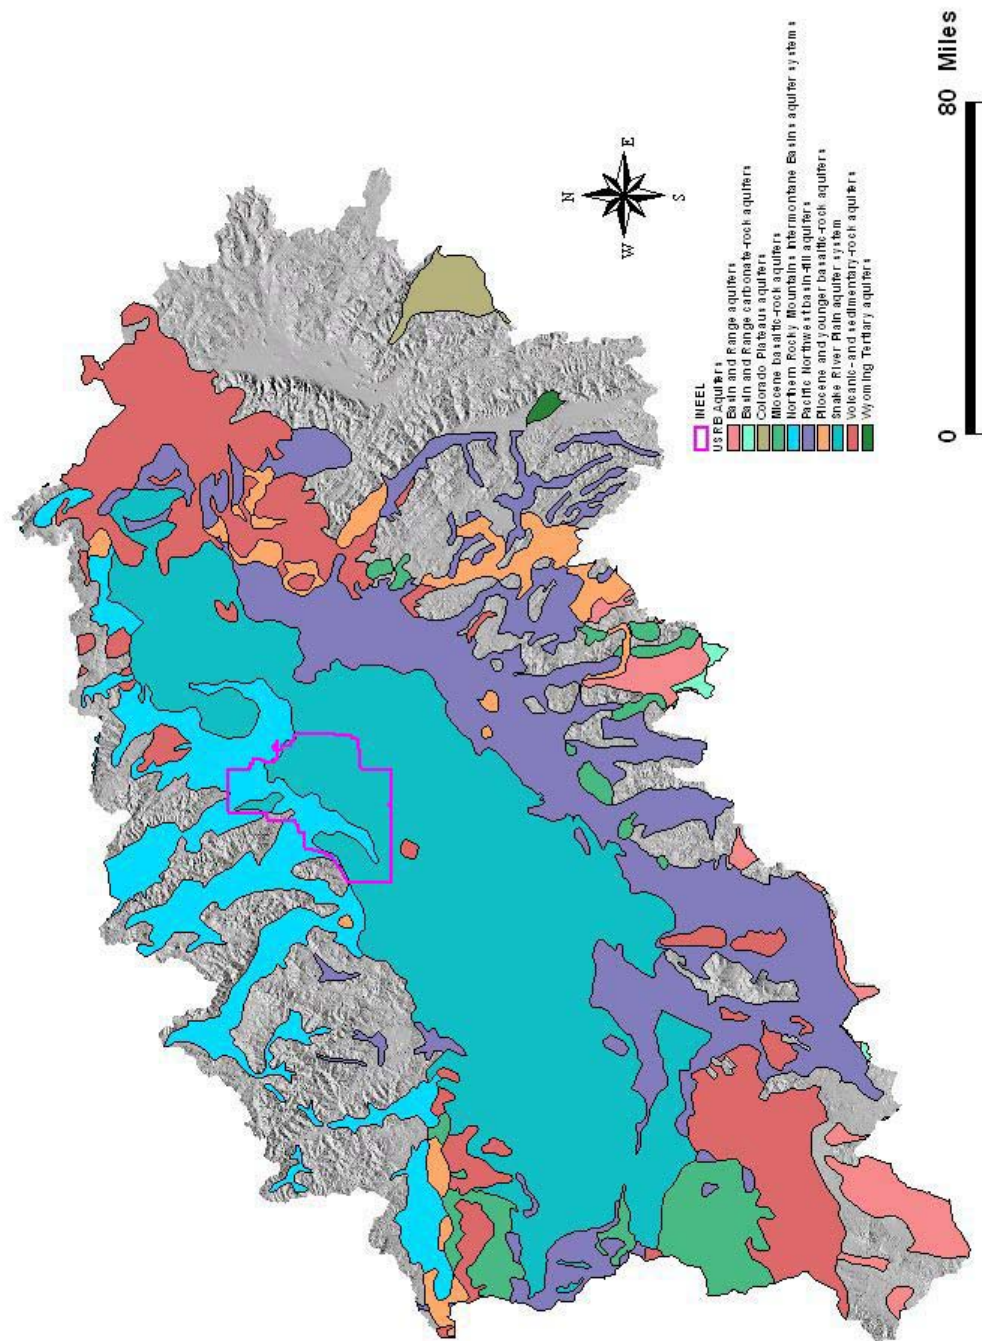 N
W
E
S
INEEL
USRB Aquifers
Basin and Range aquifers
Basin and Range carbonate-rock aquifers
Colorado Plateaus aquifers
Miocene basaltic-rock aquifers
Northern Rocky Mountains Intermontane Basins aquifer systems
Pacific Northwest basin-fill aquifers
Pliocene and younger basaltic-rock aquifers
Snake River Plain aquifer system
Volcanic- and sedimentary-rock aquifers
Wyoming Tertiary aquifers
0
80 Miles